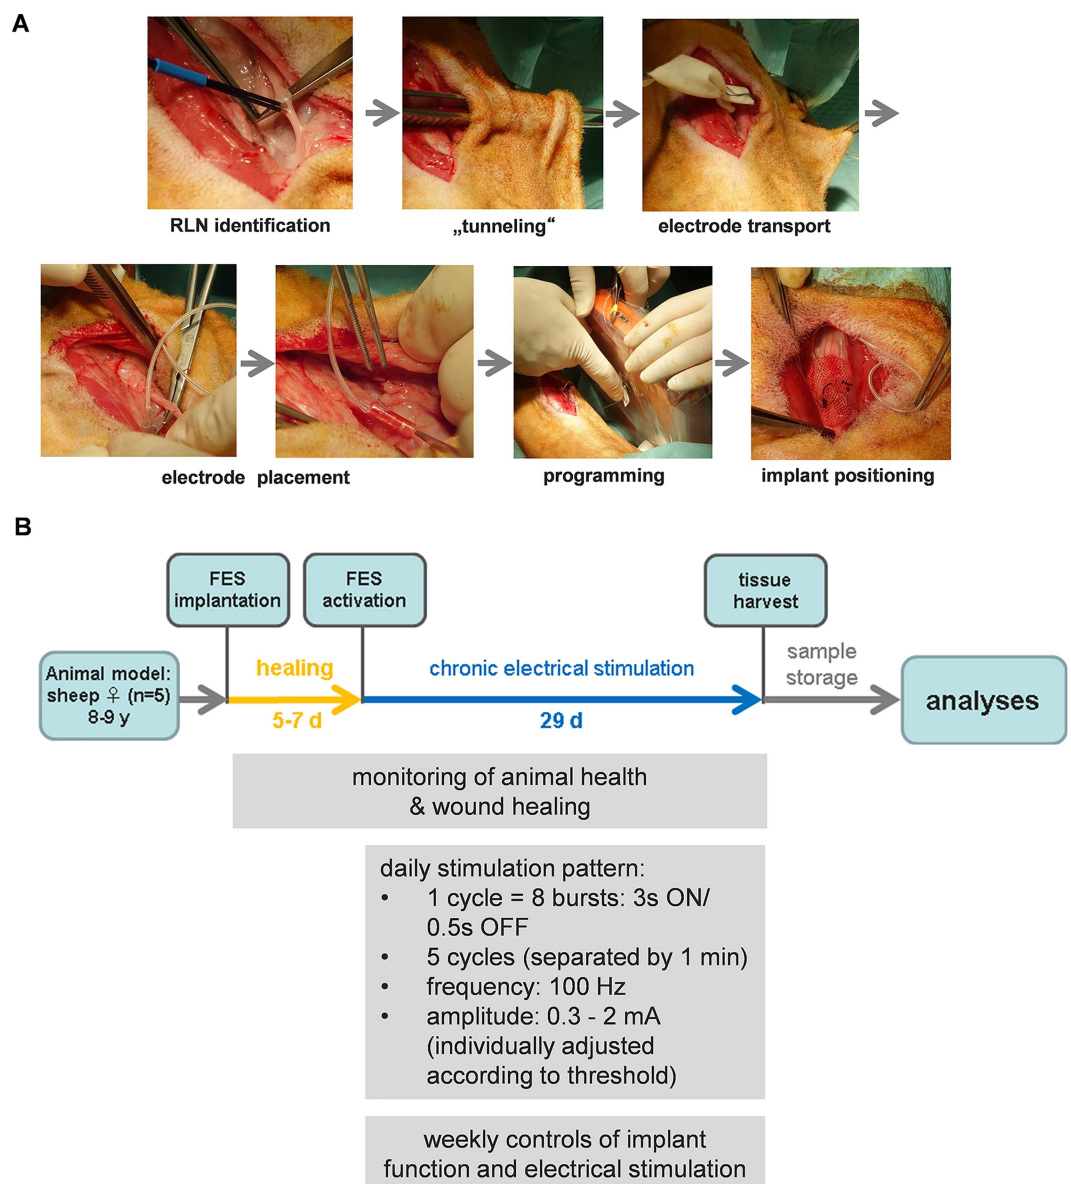 A
RLN identification
„tunneling“
electrode transport
electrode placement
programming
implant positioning
B
FES
implantation
FES
activation
tissue
harvest
Animal model:
sheep ♀ (n=5)
8-9 y
healing
5-7 d
chronic electrical stimulation
29 d
sample
storage
analyses
monitoring of animal health
& wound healing
daily stimulation pattern:
• 1 cycle = 8 bursts: 3s ON/
0.5s OFF
• 5 cycles (separated by 1 min)
• frequency: 100 Hz
• amplitude: 0.3 - 2 mA
(individually adjusted
according to threshold)
weekly controls of implant
function and electrical stimulation